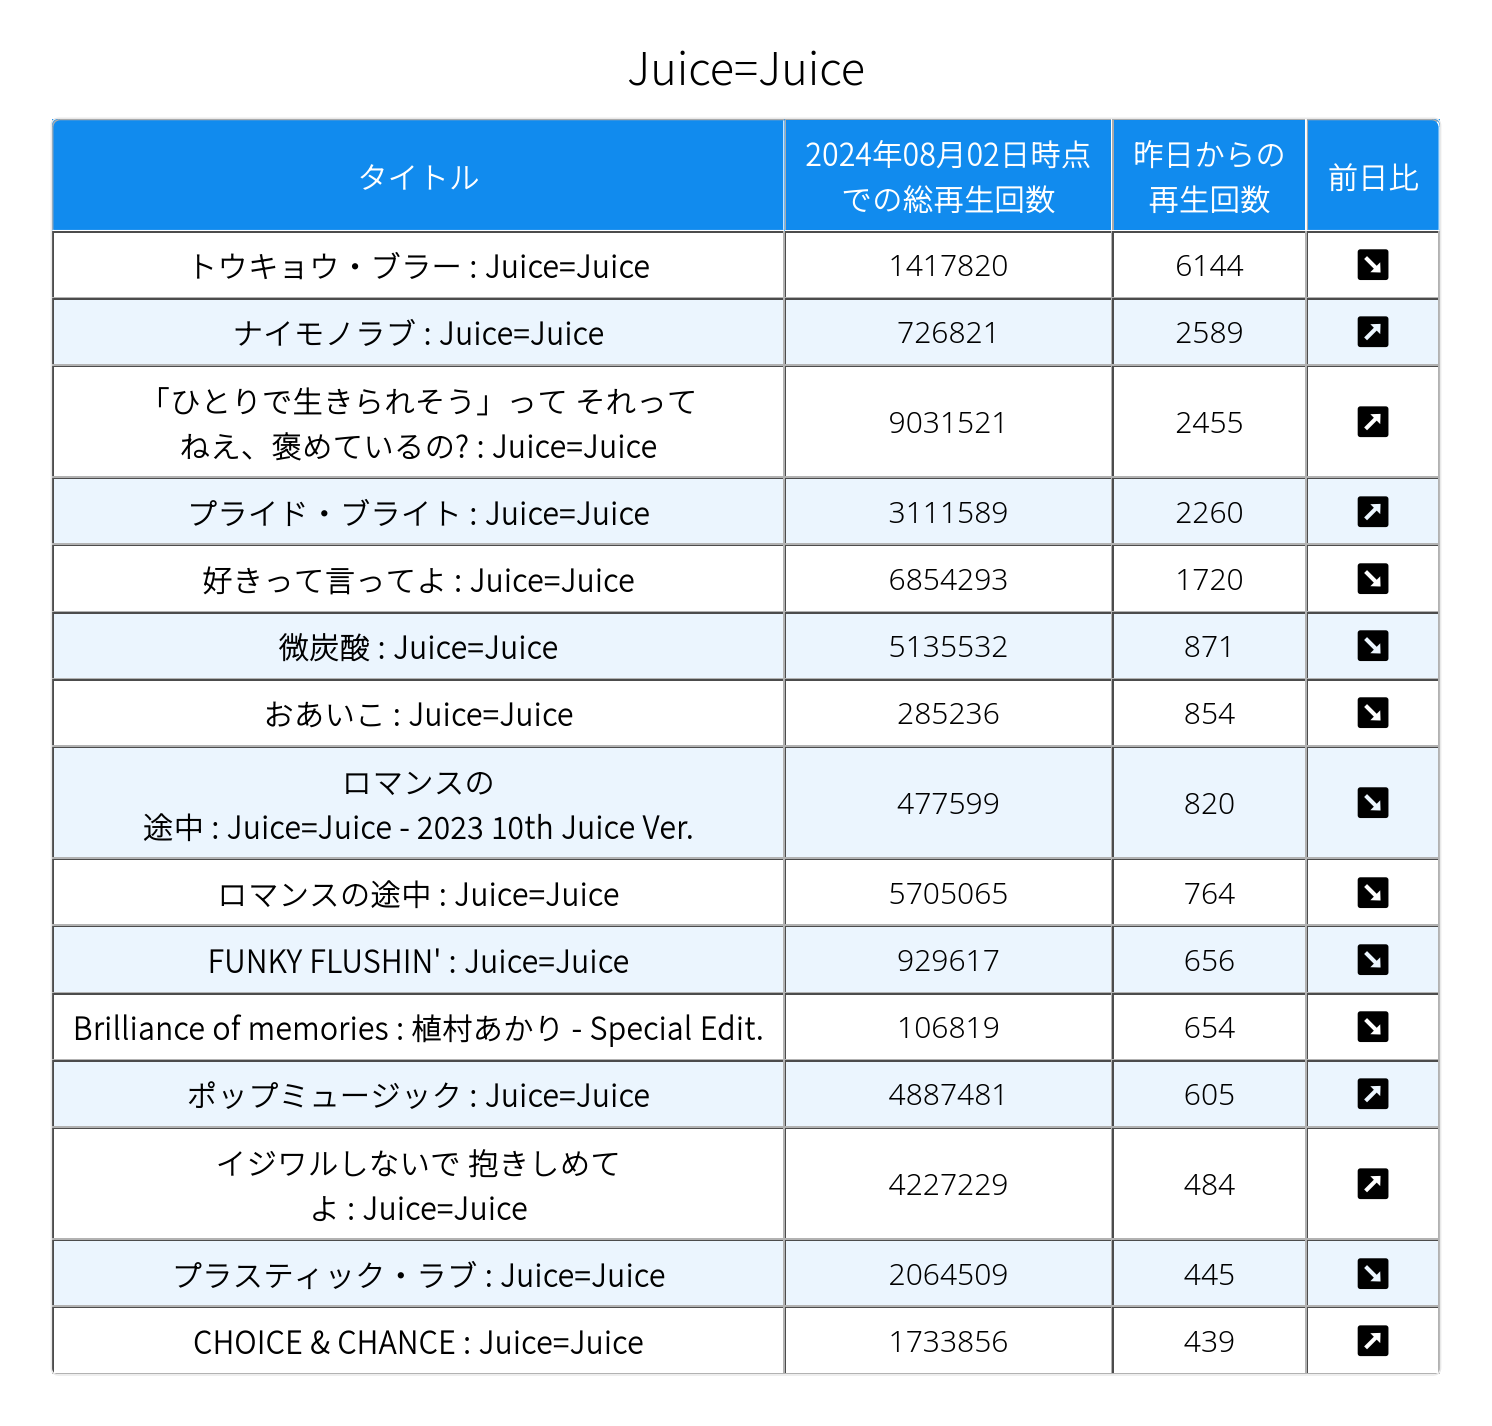 Juice=Juice
タイトル
2024年08月02日時点
での総再生回数
昨日からの
再生回数
前日比
トウキョウ・ブラー : Juice=Juice 1417820 6144
ナイモノラブ : Juice=Juice 726821 2589
「ひとりで生きられそう」って それって
ねえ、褒めているの? : Juice=Juice 9031521 2455
プライド・ブライト : Juice=Juice 3111589 2260
好きって言ってよ : Juice=Juice 6854293 1720
微炭酸 : Juice=Juice 5135532 871
おあいこ : Juice=Juice 285236 854
ロマンスの
途中 : Juice=Juice - 2023 10th Juice Ver. 477599 820
ロマンスの途中 : Juice=Juice 5705065 764
FUNKY FLUSHIN' : Juice=Juice 929617 656
Brilliance of memories : 植村あかり - Special Edit. 106819 654
ポップミュージック : Juice=Juice 4887481 605
イジワルしないで 抱きしめて
よ : Juice=Juice 4227229 484
プラスティック・ラブ : Juice=Juice 2064509 445
CHOICE & CHANCE : Juice=Juice 1733856 439